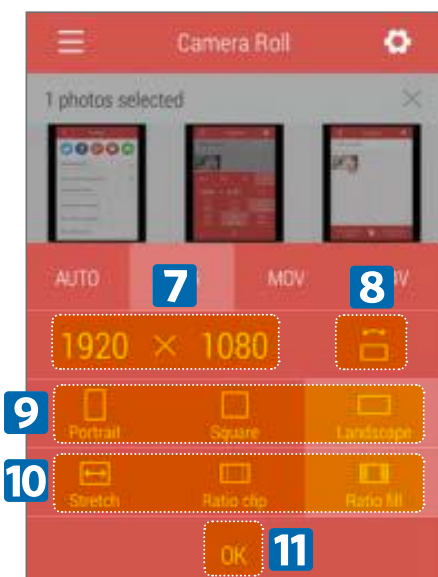 Camera Roll
1 photos selected
AUTO 7 MOV 8
1920 × 1080
9
Portrait Square Landscape
10
Stretch Ratio clip Ratio fill
OK 11